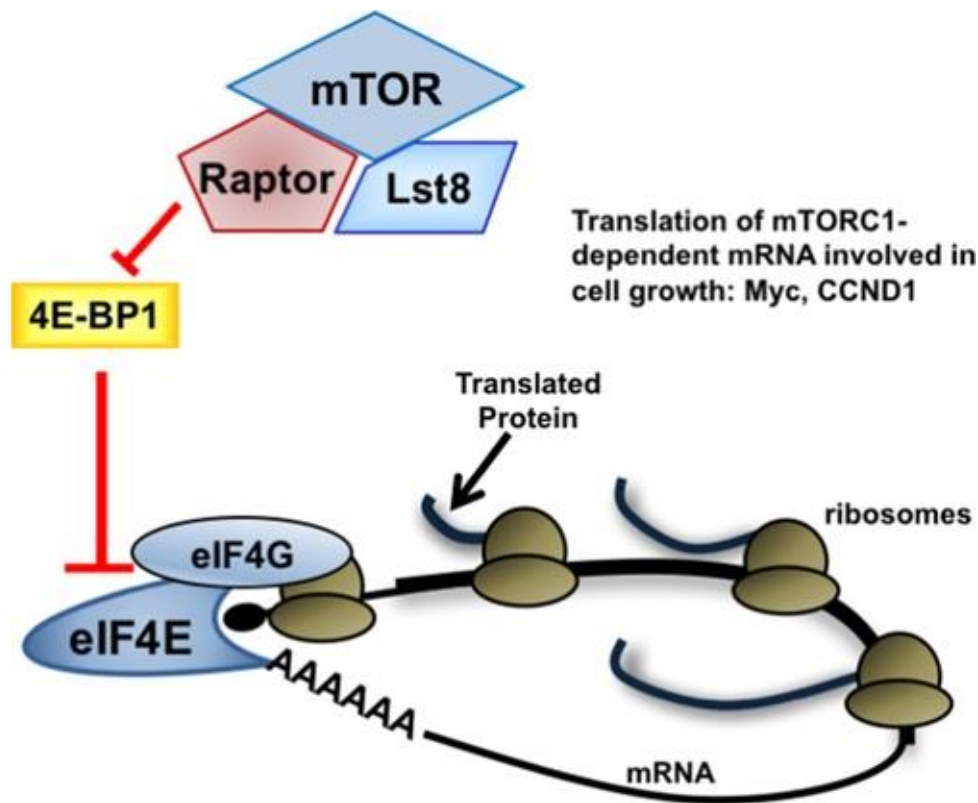 mTOR
Raptor
Lst8
Translation of mTORC1-
dependent mRNA involved in
cell growth: Myc, CCND1
4E-BP1
Translated
Protein
ribosomes
eIF4G
eIF4E
AAAAAA
mRNA